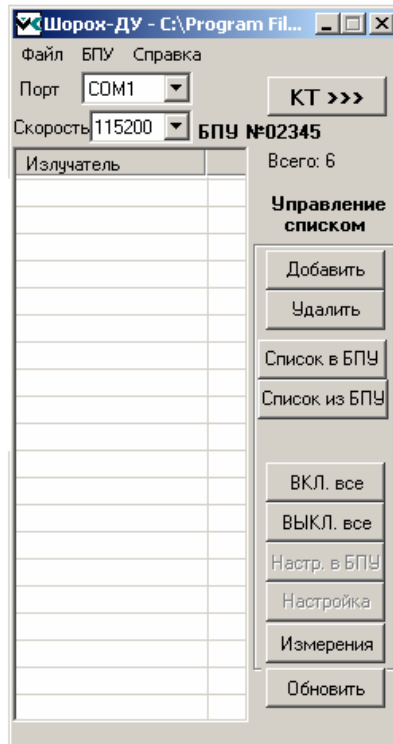 Шорох-ДУ - C:\Program Fil...
Файл БПУ Справка
Порт COM1
КТ >>>
Скорость 115200 БПУ №02345
Излучатель
Всего: 6
Управление
списком
Добавить
Удалить
Список в БПУ
Список из БПУ
ВКЛ. все
ВЫКЛ. все
Настр. в БПУ
Настройка
Измерения
Обновить